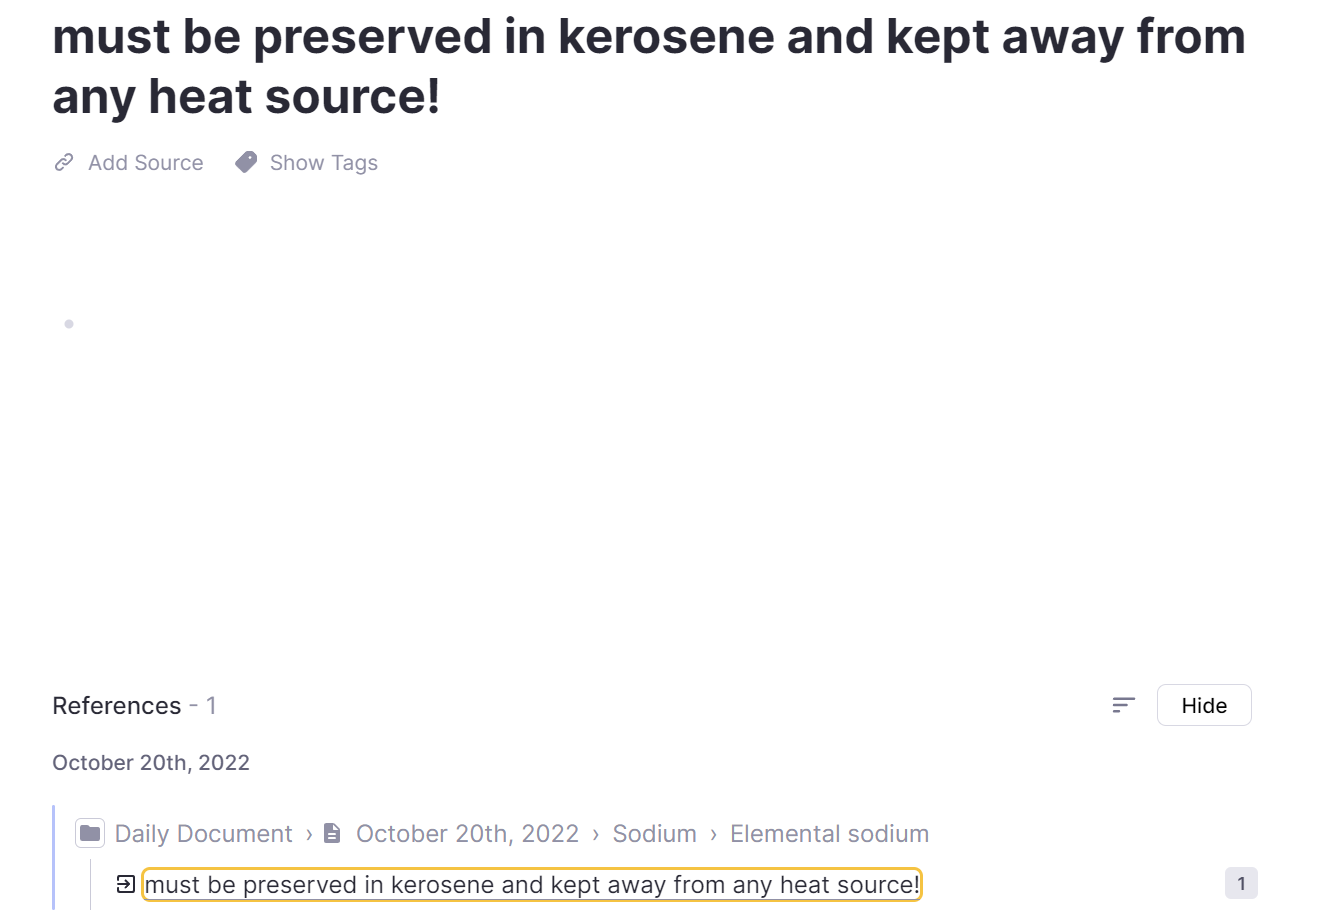 must be preserved in kerosene and kept away from
any heat source!
Add Source Show Tags
References - 1 Hide
October 20th, 2022
Daily Document › October 20th, 2022 › Sodium › Elemental sodium
must be preserved in kerosene and kept away from any heat source! 1